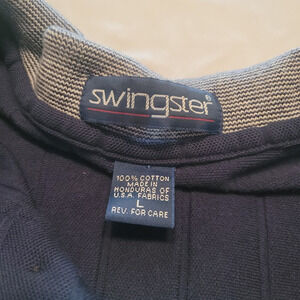 swingster®
100% COTTON
MADE IN
HONDURAS OF
U.S.A. FABRICS
L
REV. FOR CARE